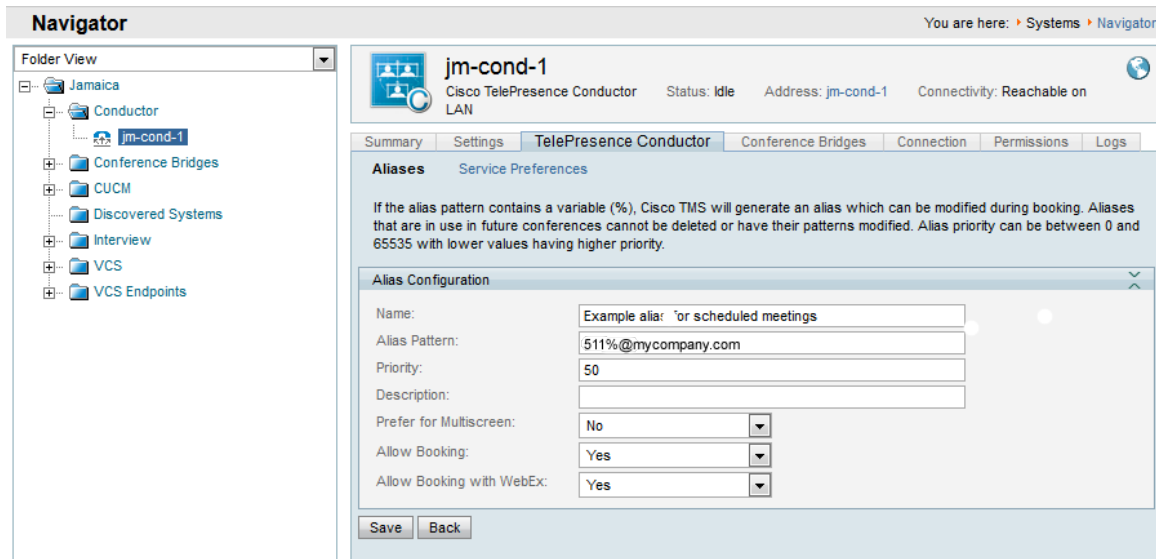 Navigator
You are here: Systems Navigator
Folder View
Jamaica
Conductor
jm-cond-1
Conference Bridges
CUCM
Discovered Systems
Interview
VCS
VCS Endpoints
jm-cond-1
Cisco TelePresence Conductor Status: Idle Address: jm-cond-1 Connectivity: Reachable on
LAN
Summary Settings TelePresence Conductor Conference Bridges Connection Permissions Logs
Aliases Service Preferences
If the alias pattern contains a variable (%), Cisco TMS will generate an alias which can be modified during booking. Aliases
that are in use in future conferences cannot be deleted or have their patterns modified. Alias priority can be between 0 and
65535 with lower values having higher priority.
Alias Configuration
Name: Example alias for scheduled meetings
Alias Pattern: 511%@mycompany.com
Priority: 50
Description:
Prefer for Multiscreen: No
Allow Booking: Yes
Allow Booking with WebEx: Yes
Save Back